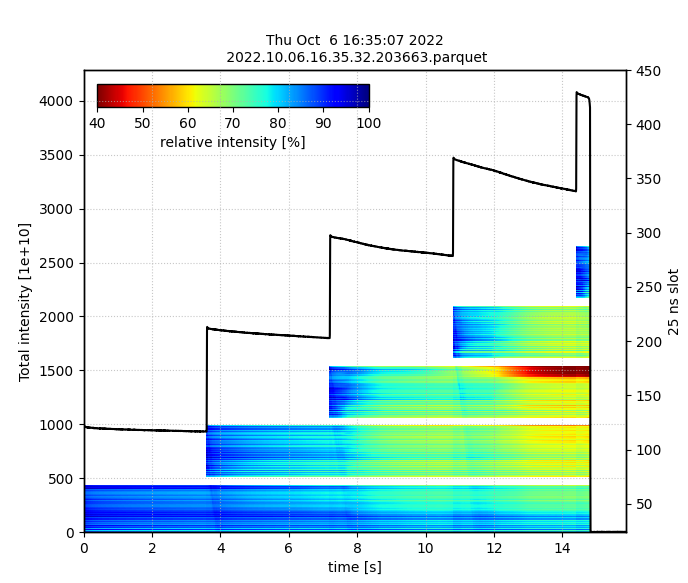 Thu Oct  6 16:35:07 2022
2022.10.06.16.35.32.203663.parquet
40 50 60 70 80 90 100
relative intensity [%]
Total intensity [1e+10]
4000
3500
3000
2500
2000
1500
1000
500
0
450
400
350
300
250
200
150
100
50
25 ns slot
0 2 4 6 8 10 12 14
time [s]